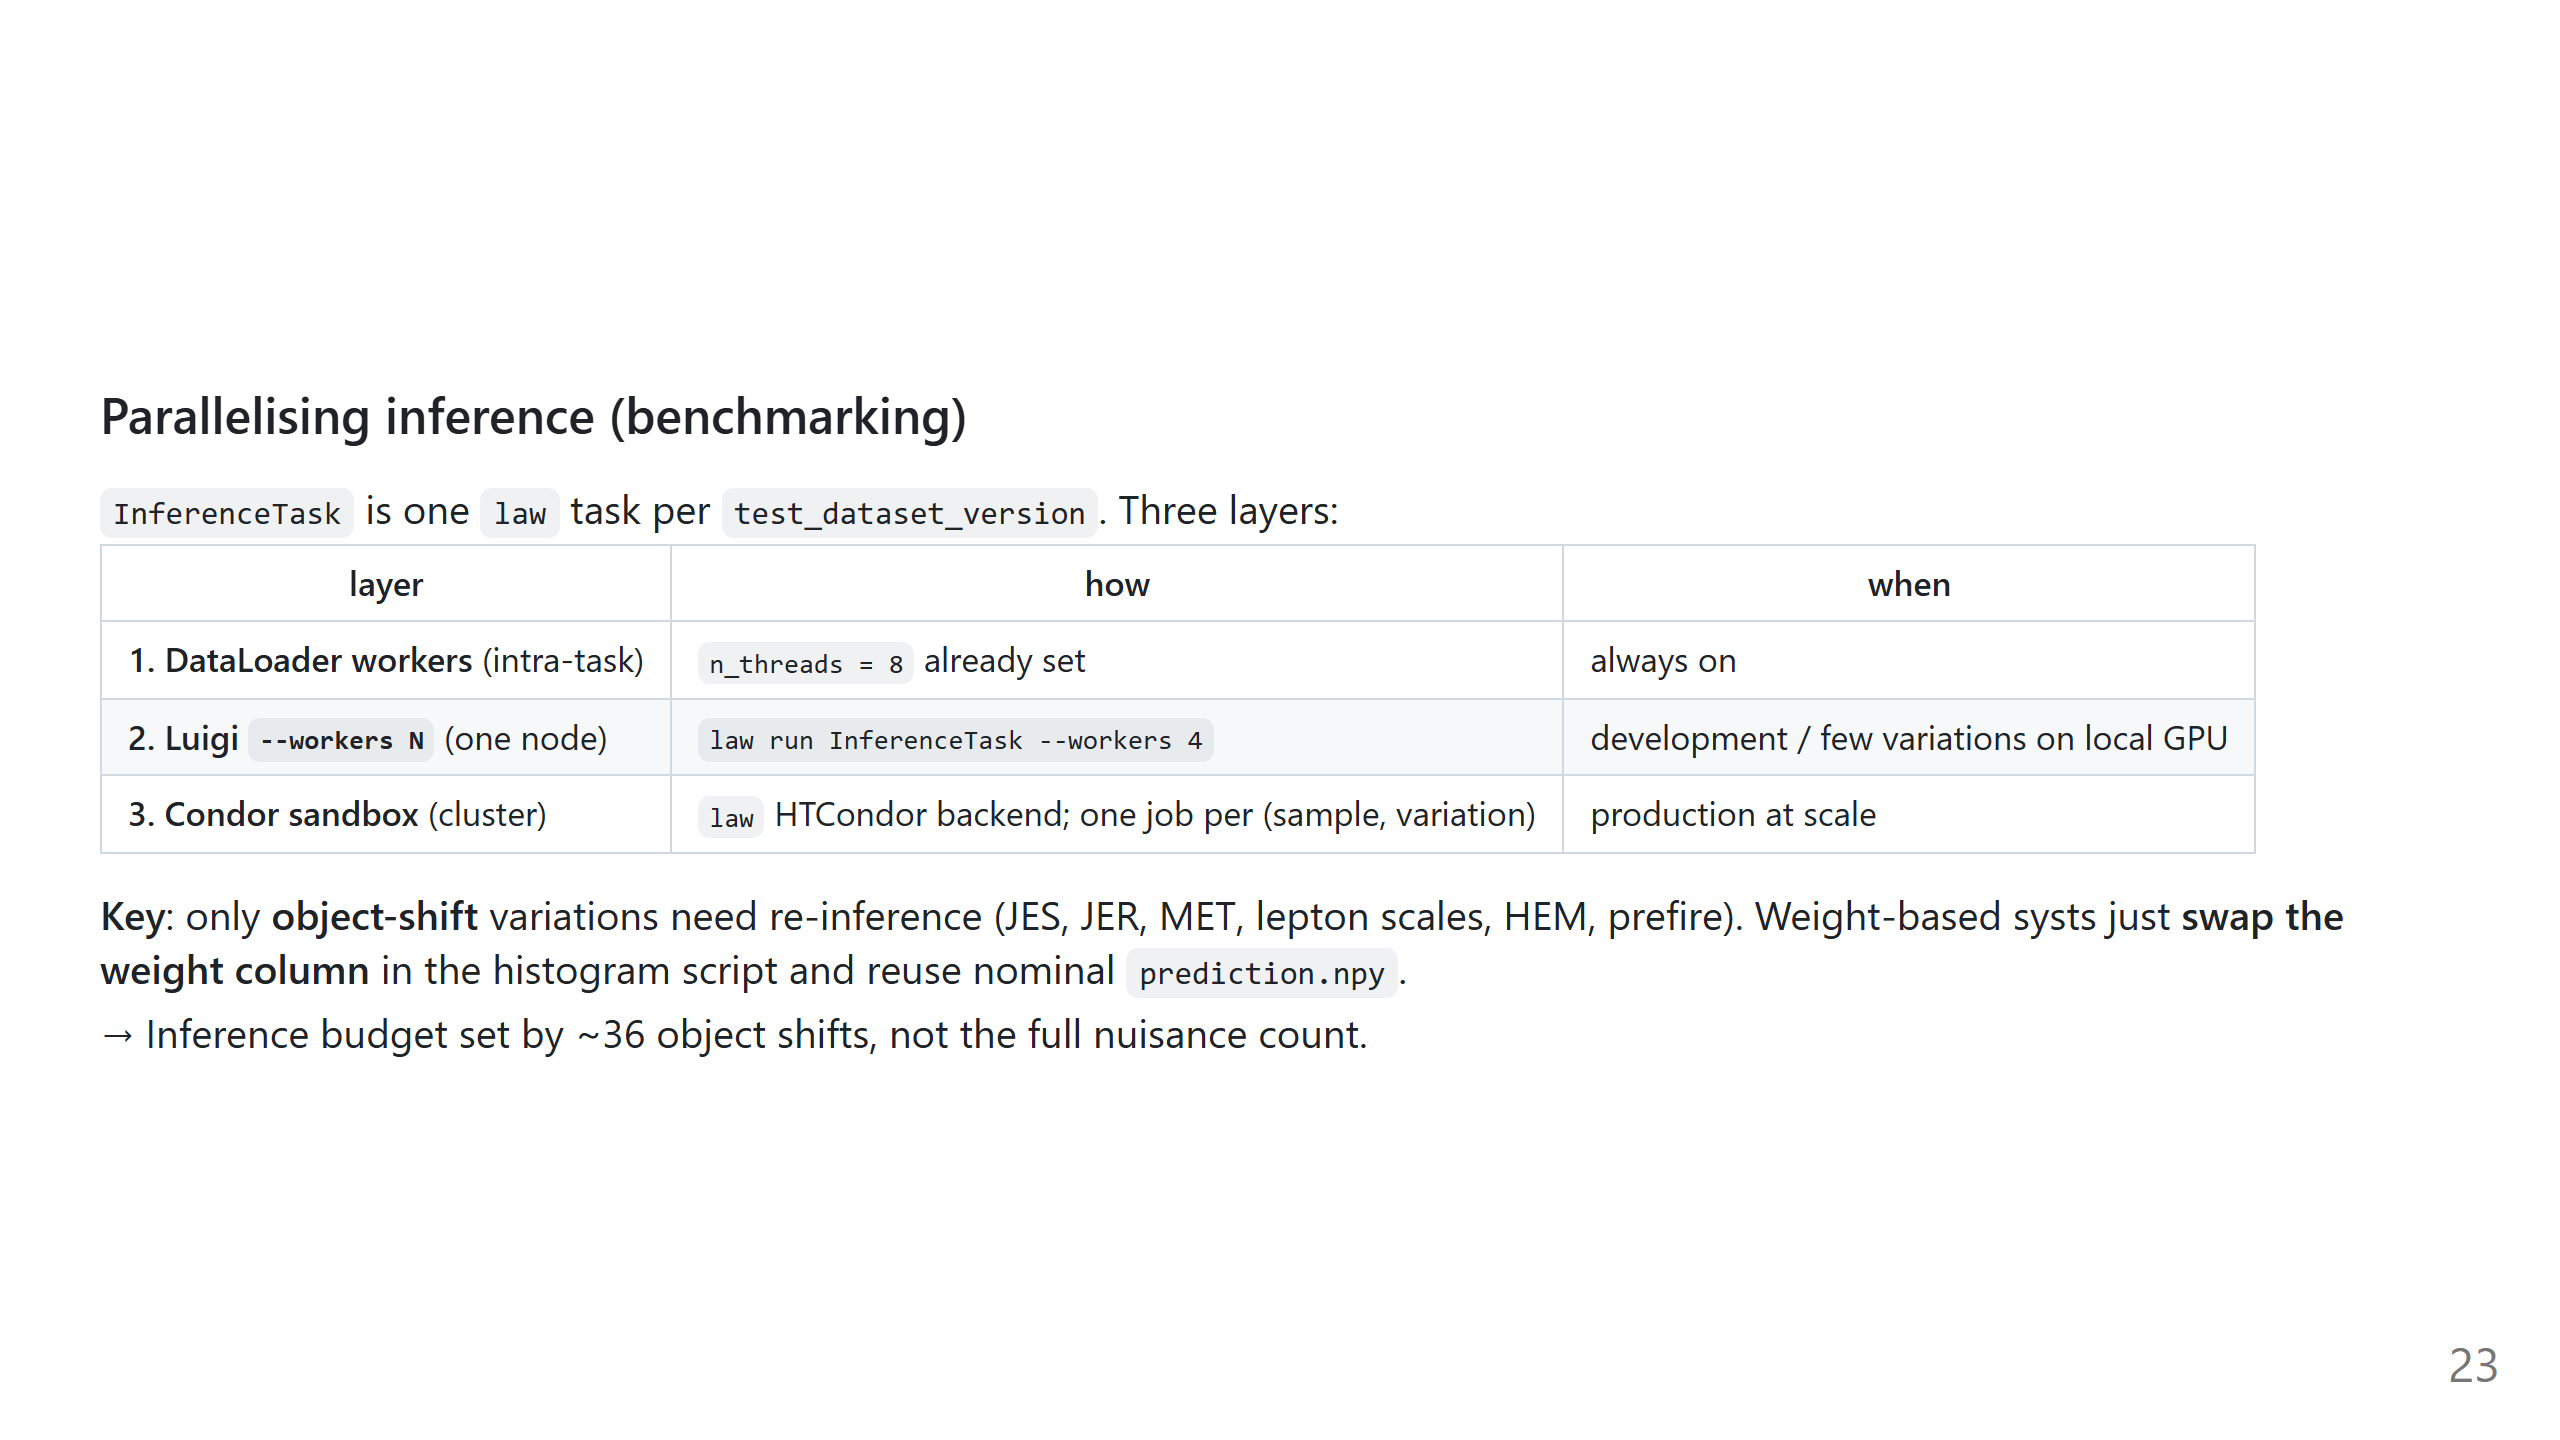 Parallelising inference (benchmarking)
InferenceTask is one law task per test_dataset_version. Three layers:
layer how when
1. DataLoader workers (intra-task) n_threads = 8 already set always on
2. Luigi --workers N (one node) law run InferenceTask --workers 4 development / few variations on local GPU
3. Condor sandbox (cluster) law HTCondor backend; one job per (sample, variation) production at scale
Key: only object-shift variations need re-inference (JES, JER, MET, lepton scales, HEM, prefire). Weight-based systs just swap the
weight column in the histogram script and reuse nominal prediction.npy.
→ Inference budget set by ~36 object shifts, not the full nuisance count.
23